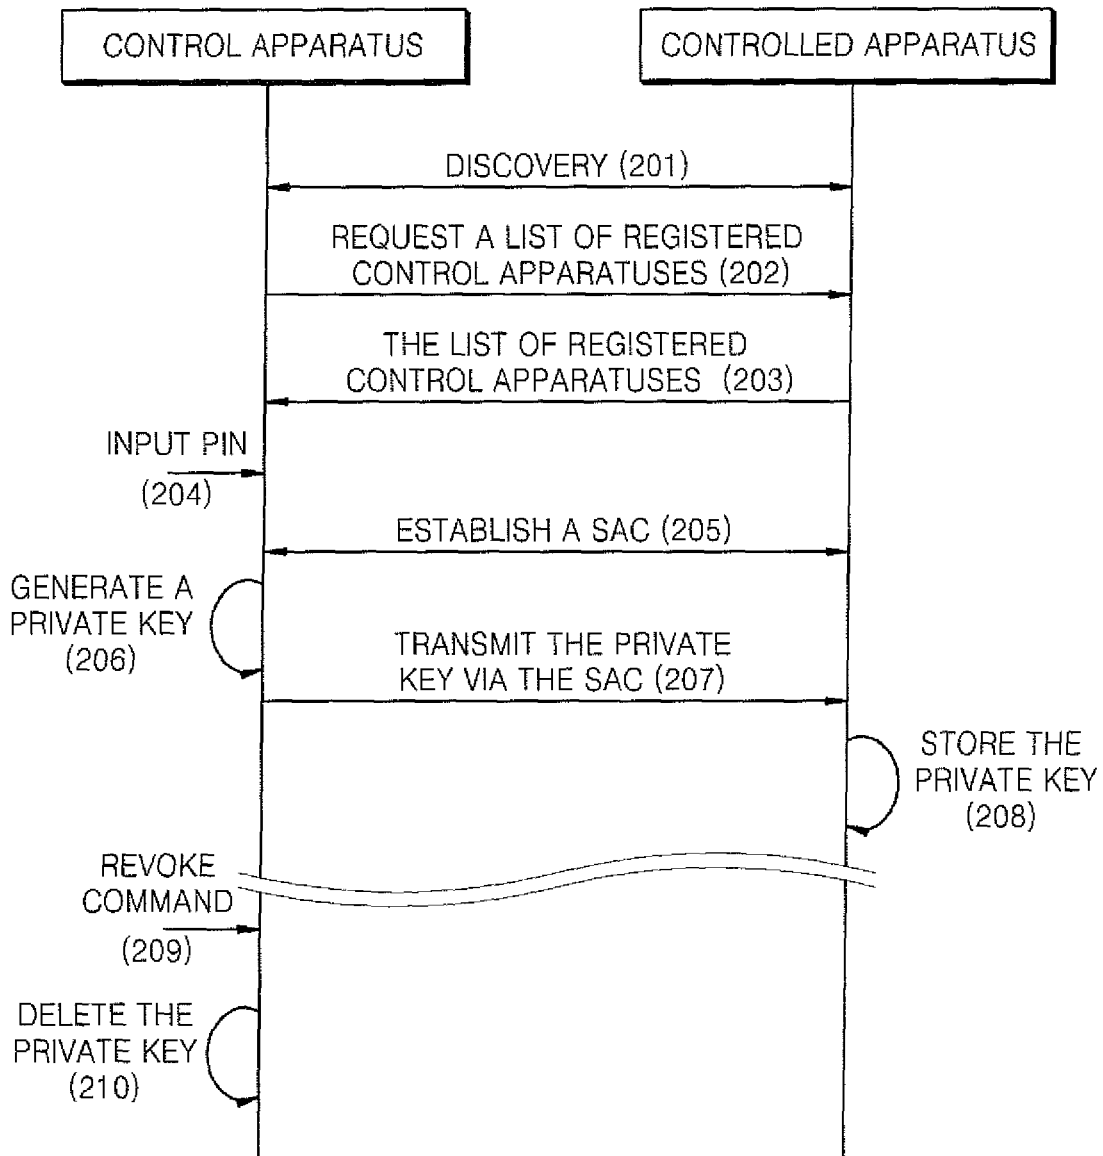 CONTROL APPARATUS
CONTROLLED APPARATUS
DISCOVERY (201)
REQUEST A LIST OF REGISTERED
CONTROL APPARATUSES (202)
THE LIST OF REGISTERED
CONTROL APPARATUSES (203)
INPUT PIN
(204)
ESTABLISH A SAC (205)
GENERATE A
PRIVATE KEY
(206)
TRANSMIT THE PRIVATE
KEY VIA THE SAC (207)
STORE THE
PRIVATE KEY
(208)
REVOKE
COMMAND
(209)
DELETE THE
PRIVATE KEY
(210)